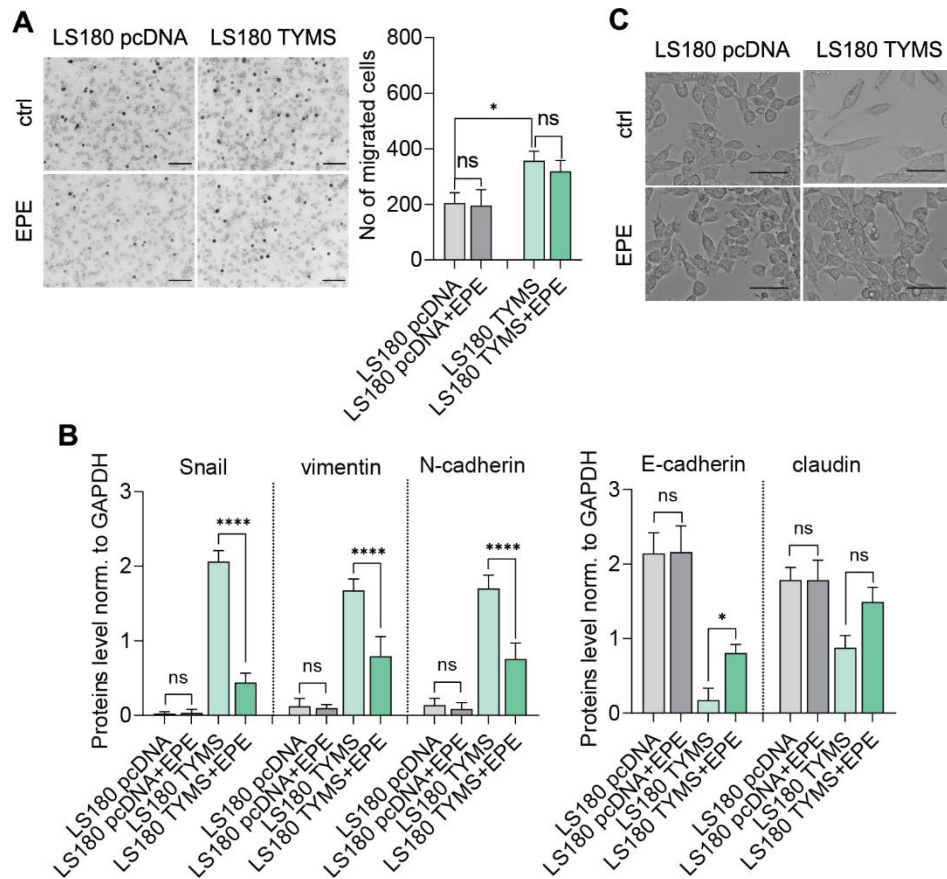 A
LS180 pcDNA
LS180 TYMS
ctrl
EPE
No of migrated cells
800
600
400
200
0
*
ns
ns
LS180 pcDNA
LS180 pcDNA+EPE
LS180 TYMS
LS180 TYMS+EPE
C
LS180 pcDNA
LS180 TYMS
ctrl
EPE
B
Proteins level norm. to GAPDH
Snail
vimentin
N-cadherin
3
2
1
0
ns
****
ns
****
ns
****
LS180 pcDNA
LS180 pcDNA+EPE
LS180 TYMS
LS180 TYMS+EPE
LS180 pcDNA
LS180 pcDNA+EPE
LS180 TYMS
LS180 TYMS+EPE
LS180 pcDNA
LS180 pcDNA+EPE
LS180 TYMS
LS180 TYMS+EPE
Proteins level norm. to GAPDH
E-cadherin
claudin
3
2
1
0
ns
*
ns
ns
LS180 pcDNA
LS180 pcDNA+EPE
LS180 TYMS
LS180 TYMS+EPE
LS180 pcDNA
LS180 pcDNA+EPE
LS180 TYMS
LS180 TYMS+EPE